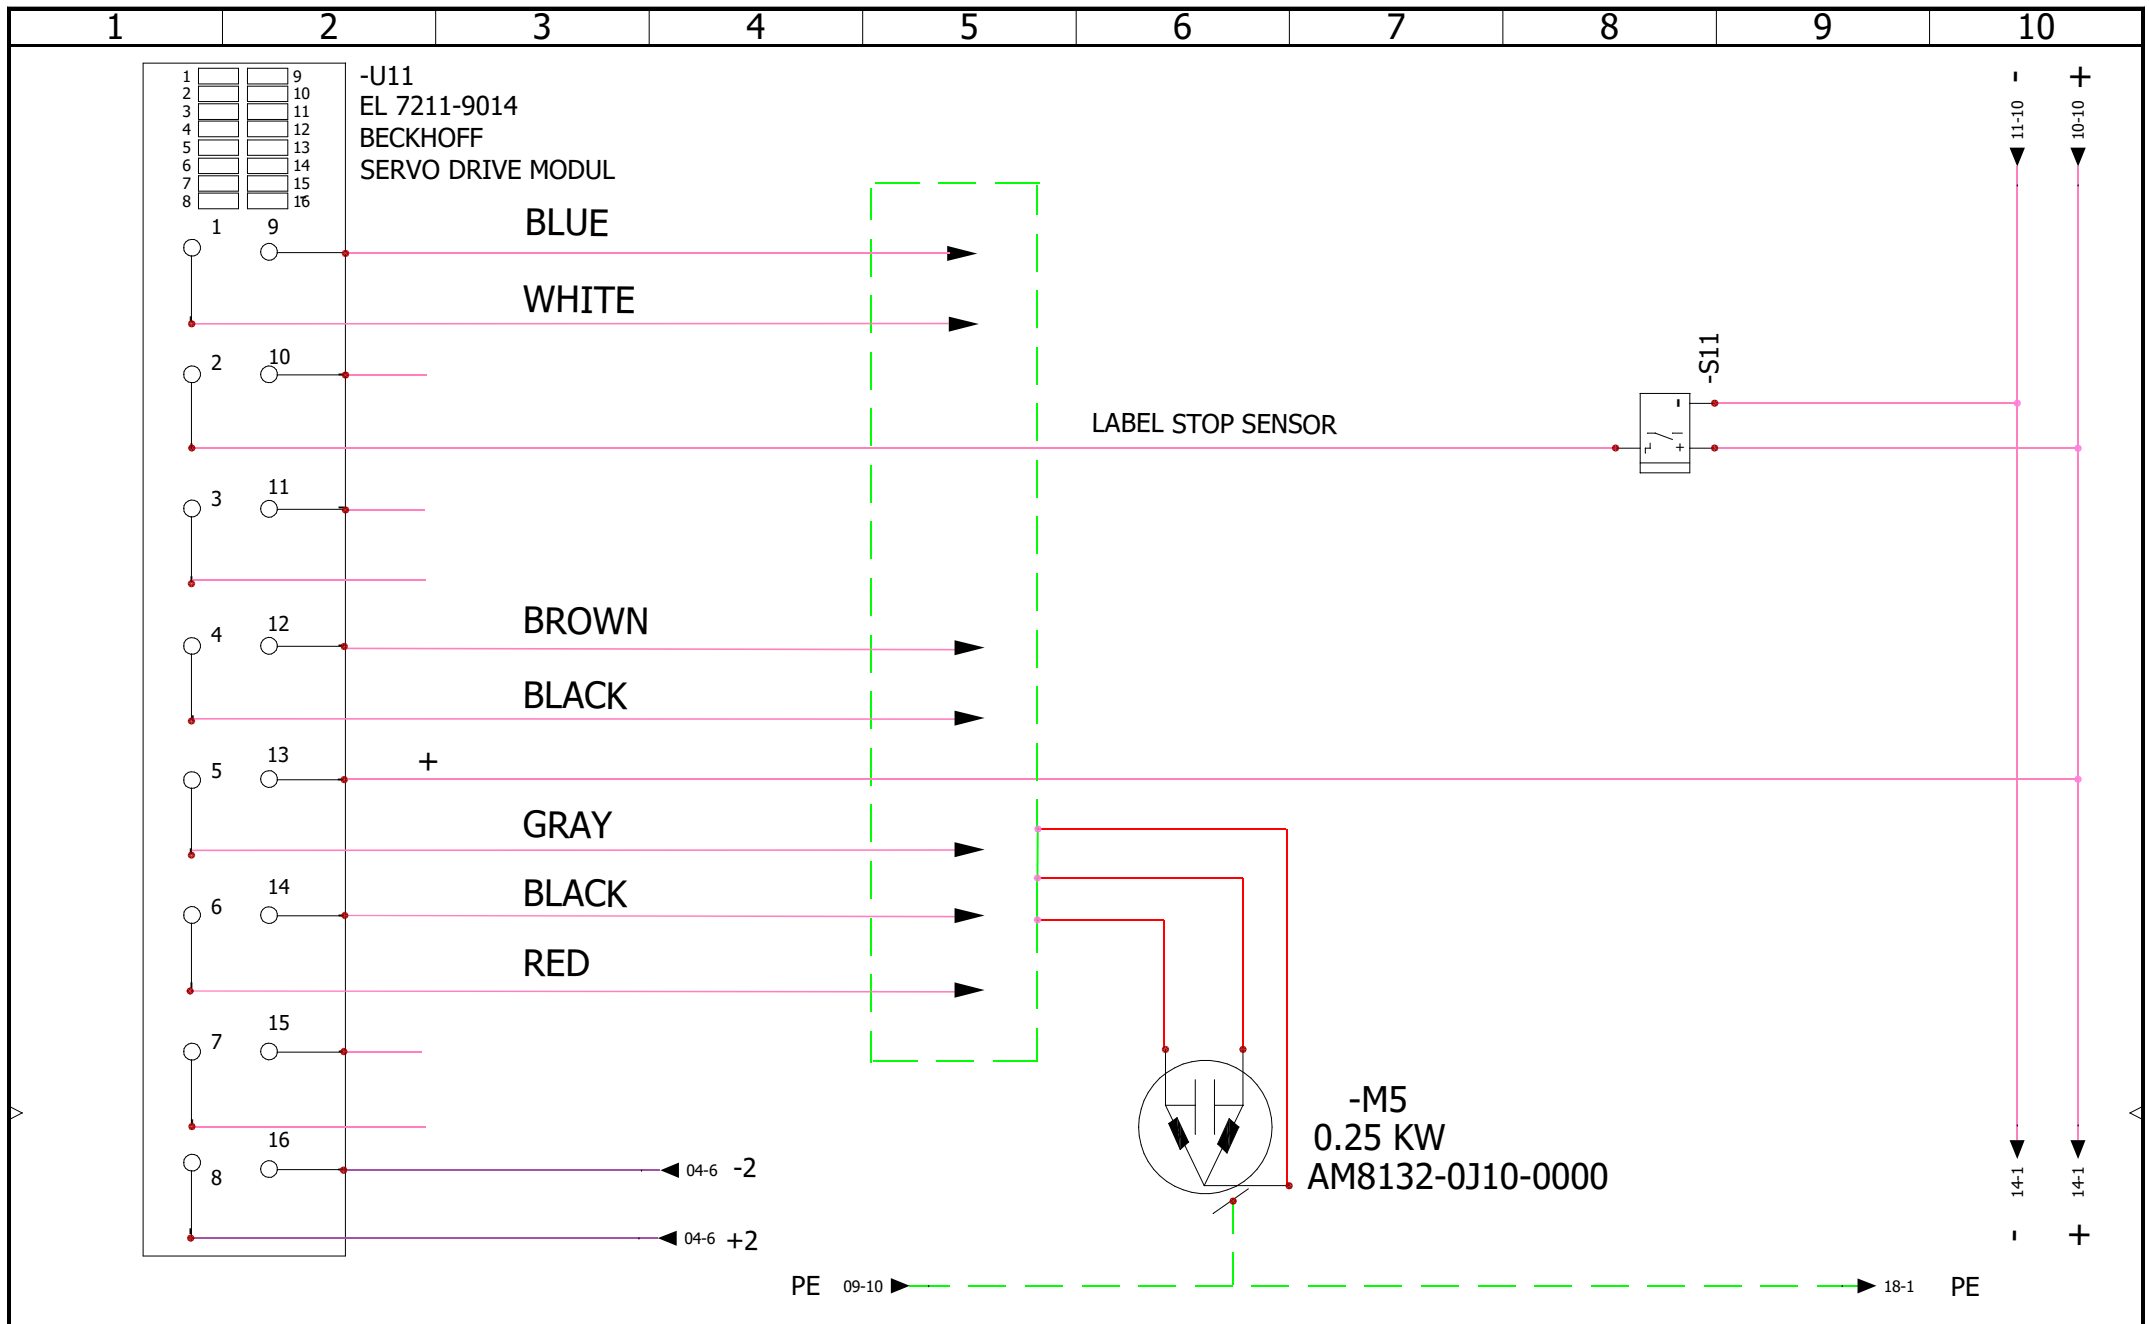 1 2 3 4 5 6 7 8 9 10
1 9
2 10
3 11
4 12
5 13
6 14
7 15
8 16
-U11
EL 7211-9014
BECKHOFF
SERVO DRIVE MODUL
- +
11-10 10-10
1 9
BLUE
WHITE
2 10
-S11
LABEL STOP SENSOR
-
+
3 11
4 12
BROWN
BLACK
5 13
+
GRAY
6 14
BLACK
RED
7 15
8 16
04-6 -2
04-6 +2
-M5
0.25 KW
AM8132-0J10-0000
14-1 14-1
- +
PE 09-10
18-1 PE